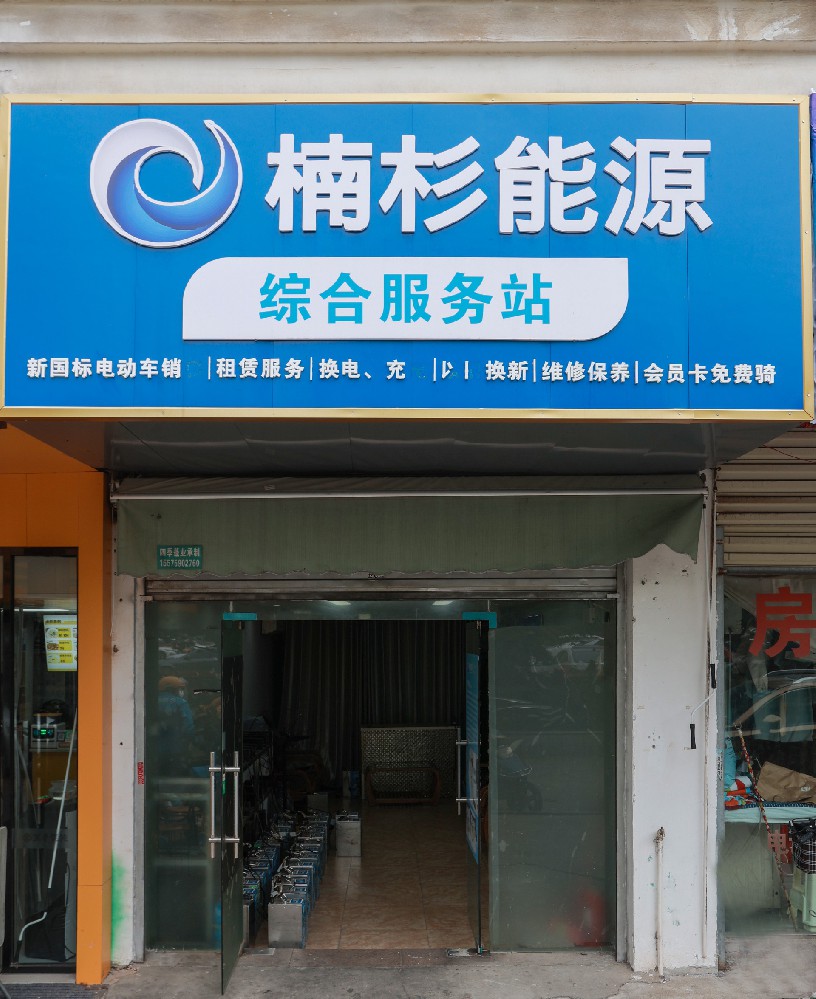 楠杉能源
综合服务站
新国标电动车销 |租赁服务|换电、充 |以 换新|维修保养|会员卡免费骑
房